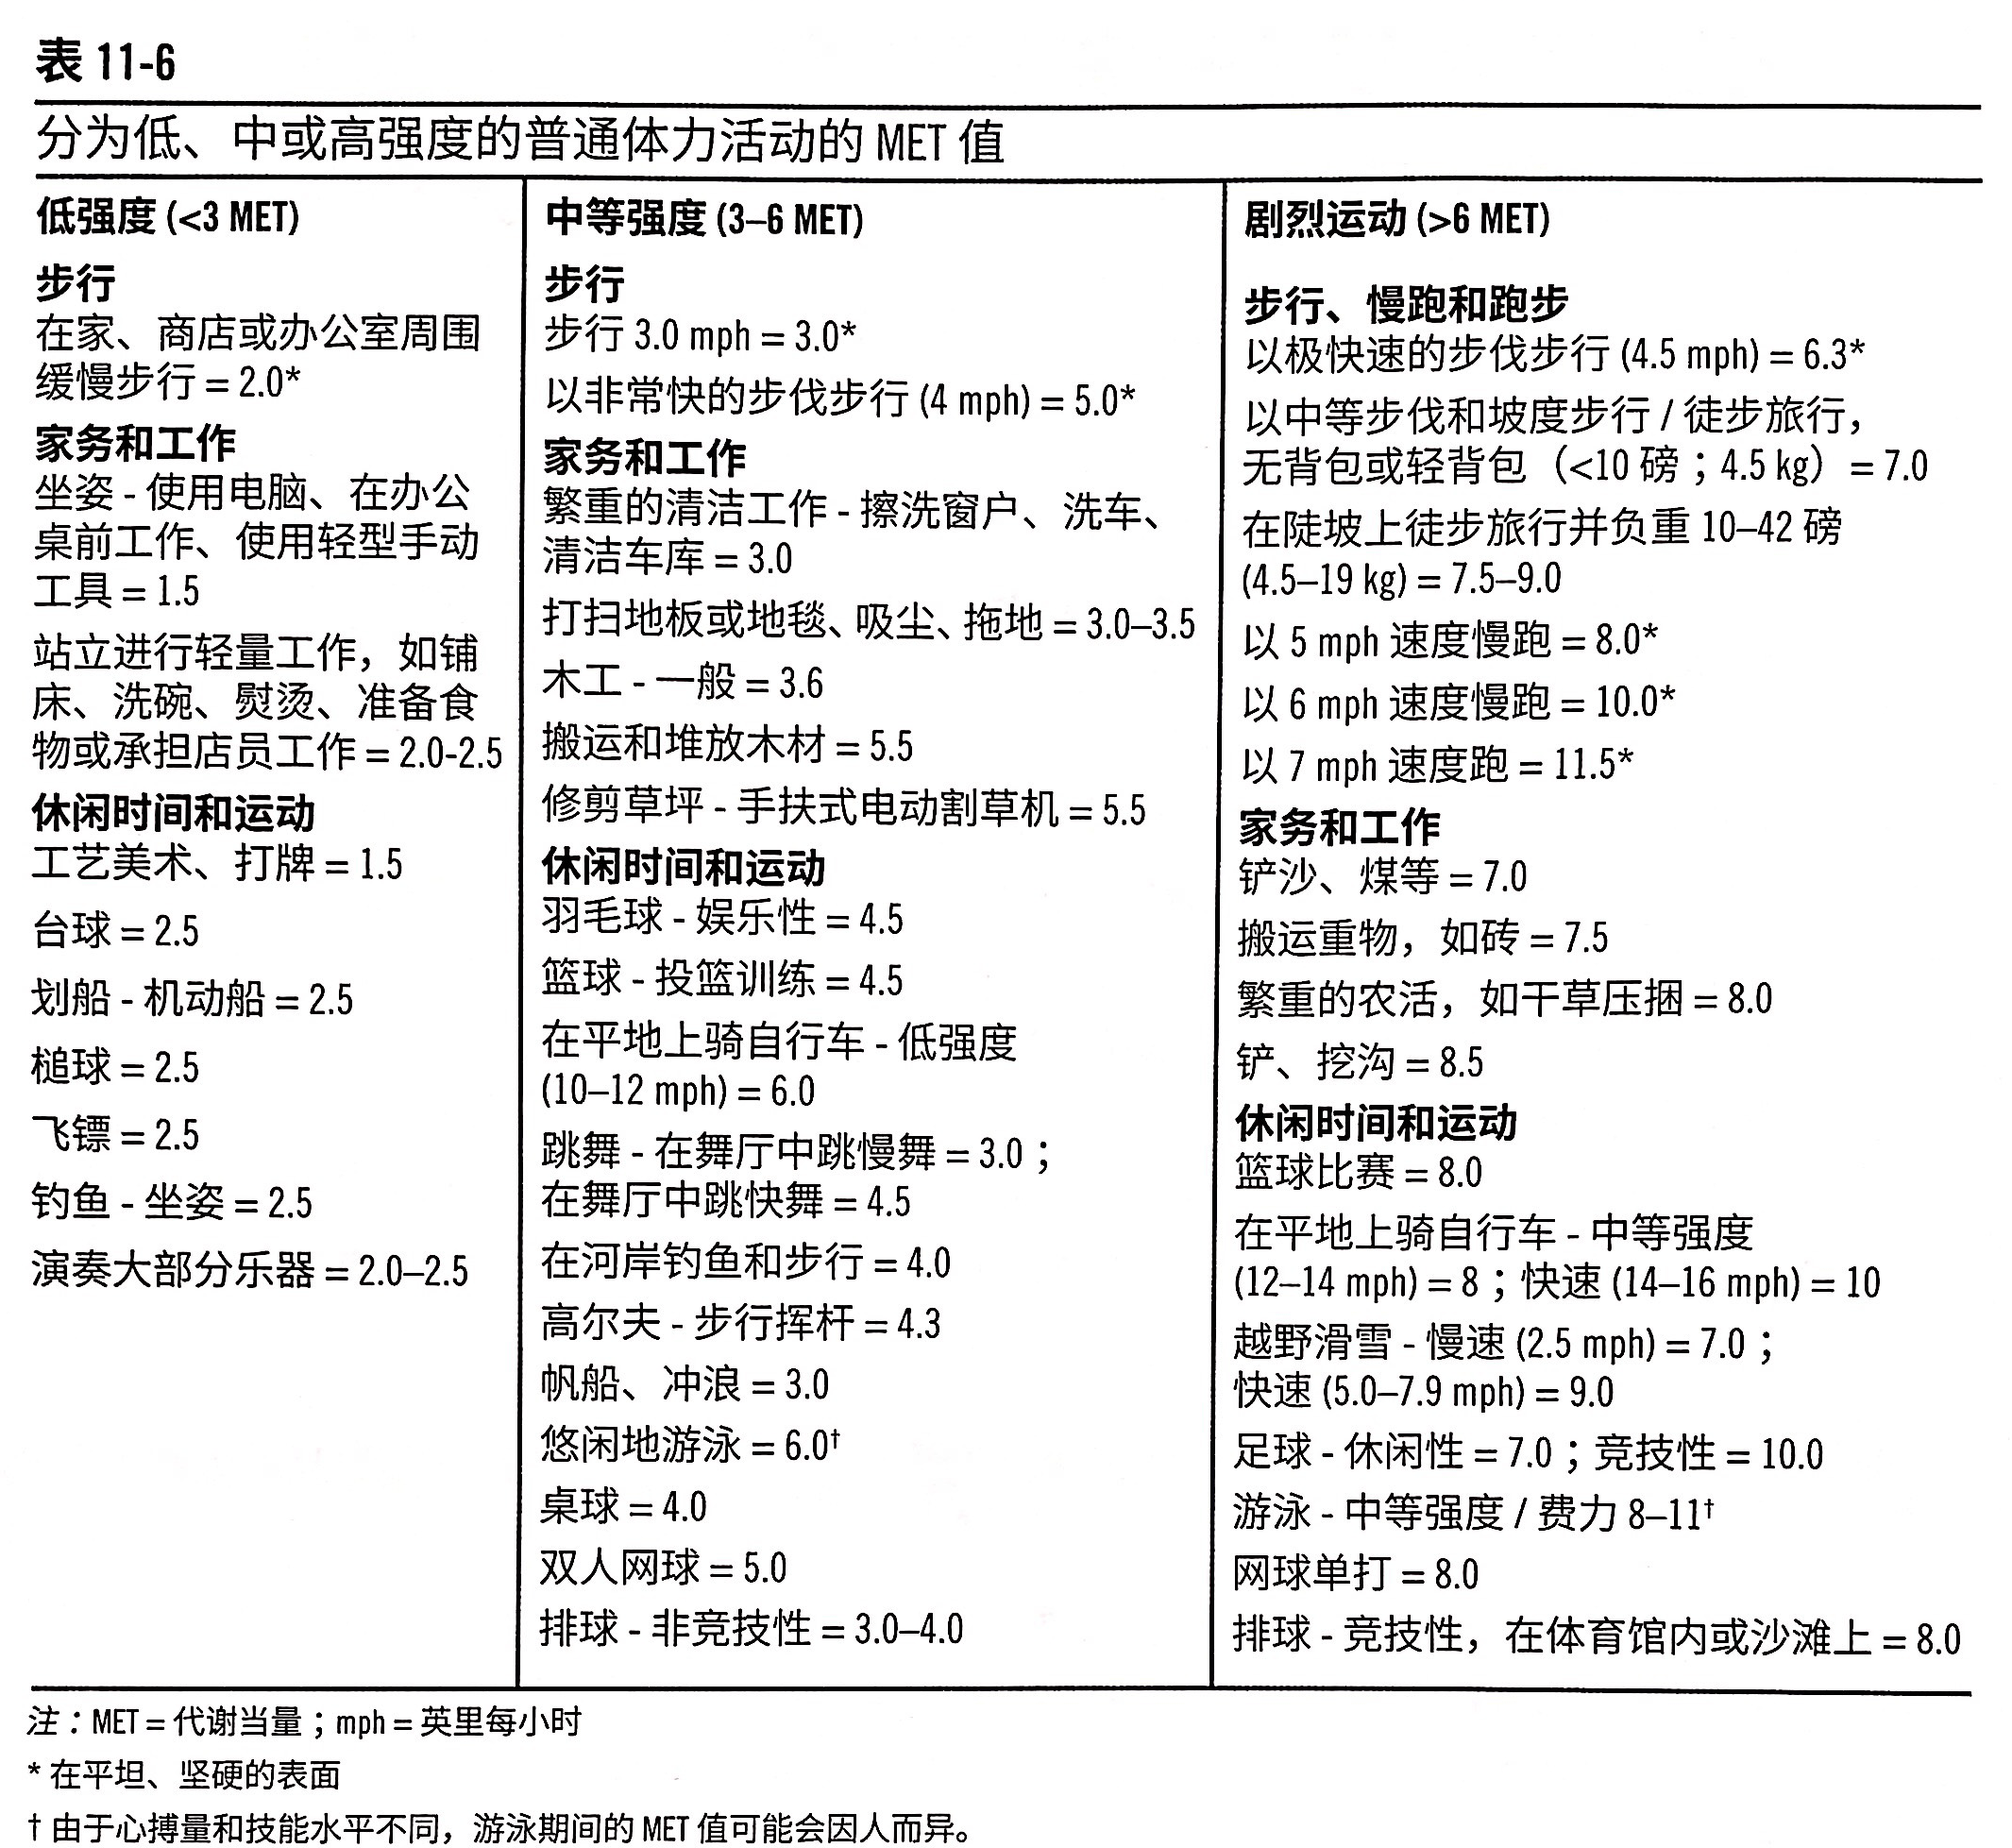 表 11-6
分为低、中或高强度的普通体力活动的 MET 值
低强度 (<3 MET)
步行
在家、商店或办公室周围
缓慢步行 = 2.0*
家务和工作
坐姿 - 使用电脑、在办公
桌前工作、使用轻型手动
工具 = 1.5
站立进行轻量工作，如铺
床、洗碗、熨烫、准备食
物或承担店员工作 = 2.0-2.5
休闲时间和运动
工艺美术、打牌 = 1.5
台球 = 2.5
划船 - 机动船 = 2.5
槌球 = 2.5
飞镖 = 2.5
钓鱼 - 坐姿 = 2.5
演奏大部分乐器 = 2.0–2.5
中等强度 (3–6 MET)
步行
步行 3.0 mph = 3.0*
以非常快的步伐步行 (4 mph) = 5.0*
家务和工作
繁重的清洁工作 - 擦洗窗户、洗车、
清洁车库 = 3.0
打扫地板或地毯、吸尘、拖地 = 3.0–3.5
木工 - 一般 = 3.6
搬运和堆放木材 = 5.5
修剪草坪 - 手扶式电动割草机 = 5.5
休闲时间和运动
羽毛球 - 娱乐性 = 4.5
篮球 - 投篮训练 = 4.5
在平地上骑自行车 - 低强度
(10–12 mph) = 6.0
跳舞 - 在舞厅中跳慢舞 = 3.0；
在舞厅中跳快舞 = 4.5
在河岸钓鱼和步行 = 4.0
高尔夫 - 步行挥杆 = 4.3
帆船、冲浪 = 3.0
悠闲地游泳 = 6.0†
桌球 = 4.0
双人网球 = 5.0
排球 - 非竞技性 = 3.0–4.0
剧烈运动 (>6 MET)
步行、慢跑和跑步
以极快速的步伐步行 (4.5 mph) = 6.3*
以中等步伐和坡度步行 / 徒步旅行，
无背包或轻背包（<10 磅；4.5 kg）= 7.0
在陡坡上徒步旅行并负重 10–42 磅
(4.5–19 kg) = 7.5–9.0
以 5 mph 速度慢跑 = 8.0*
以 6 mph 速度慢跑 = 10.0*
以 7 mph 速度跑 = 11.5*
家务和工作
铲沙、煤等 = 7.0
搬运重物，如砖 = 7.5
繁重的农活，如干草压捆 = 8.0
铲、挖沟 = 8.5
休闲时间和运动
篮球比赛 = 8.0
在平地上骑自行车 - 中等强度
(12–14 mph) = 8；快速 (14–16 mph) = 10
越野滑雪 - 慢速 (2.5 mph) = 7.0；
快速 (5.0–7.9 mph) = 9.0
足球 - 休闲性 = 7.0；竞技性 = 10.0
游泳 - 中等强度 / 费力 8–11†
网球单打 = 8.0
排球 - 竞技性，在体育馆内或沙滩上 = 8.0
注：MET = 代谢当量；mph = 英里每小时
* 在平坦、坚硬的表面
† 由于心搏量和技能水平不同，游泳期间的 MET 值可能会因人而异。